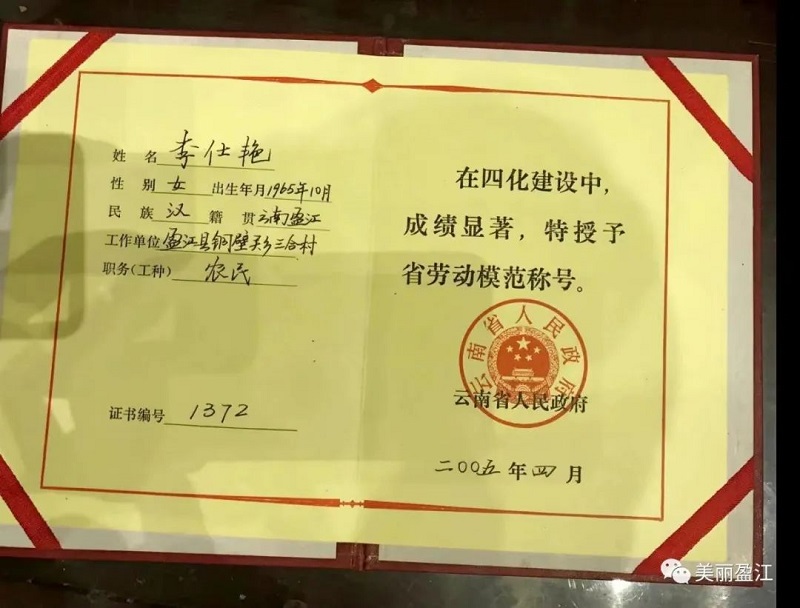 姓 名 李仕艳
性 别 女 出生年月 1965年10月
民 族 汉 籍 贯 云南盈江
工作单位 盈江县铜壁关乡三合村
职务(工种) 农民
证书编号 1372
在四化建设中,
成绩显著，特授予
省劳动模范称号。
云南省人民政府
云南省人民政府
二00五年四月
美丽盈江